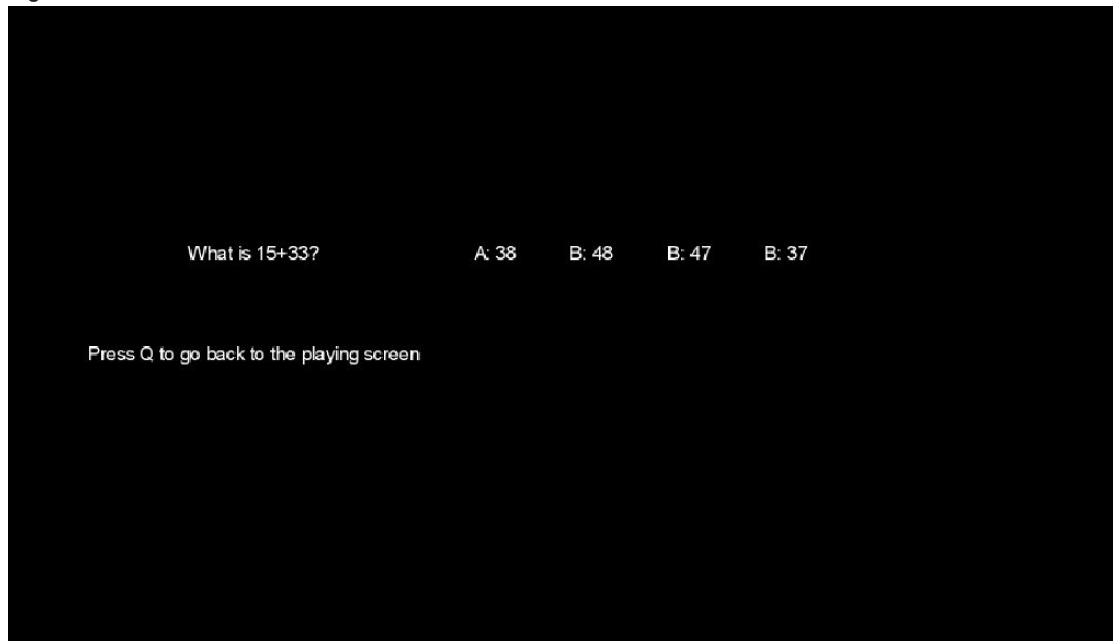 What is 15+33? A: 38 B: 48 B: 47 B: 37
Press Q to go back to the playing screen